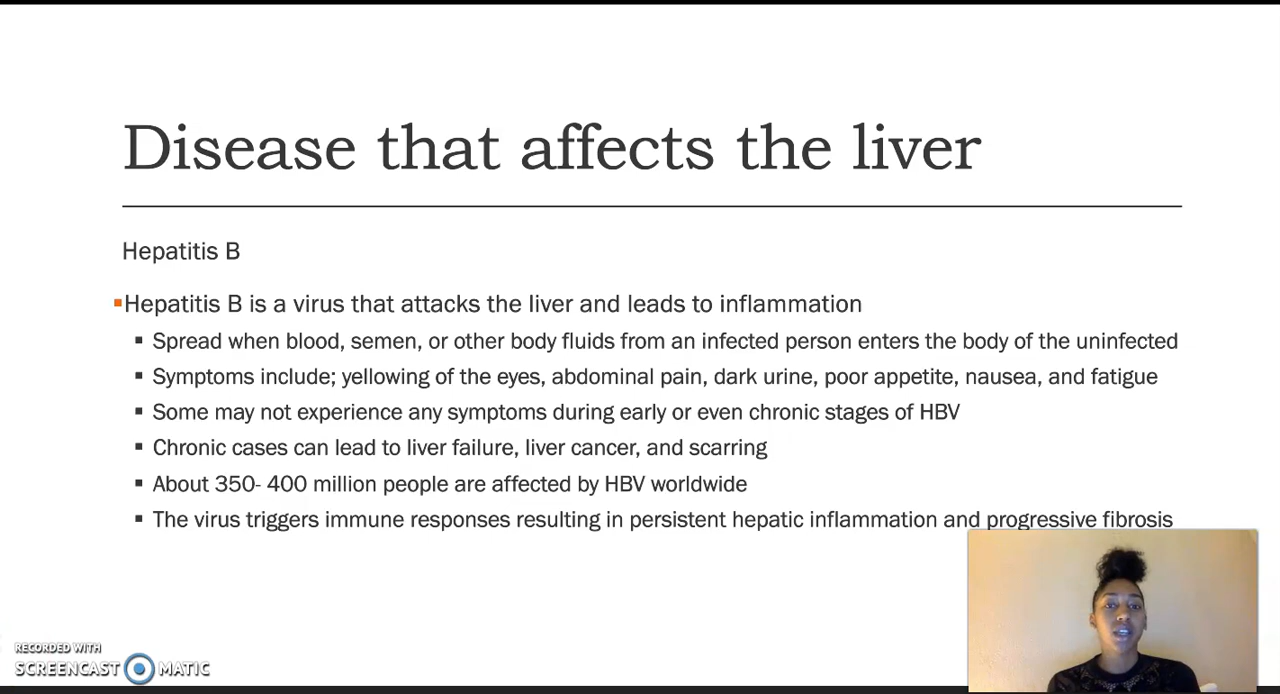 Disease that affects the liver
Hepatitis B
Hepatitis B is a virus that attacks the liver and leads to inflammation
Spread when blood, semen, or other body fluids from an infected person enters the body of the uninfected
Symptoms include; yellowing of the eyes, abdominal pain, dark urine, poor appetite, nausea, and fatigue
Some may not experience any symptoms during early or even chronic stages of HBV
Chronic cases can lead to liver failure, liver cancer, and scarring
About 350- 400 million people are affected by HBV worldwide
The virus triggers immune responses resulting in persistent hepatic inflammation and progressive fibrosis
RECORDED WITH
SCREENCAST MATIC